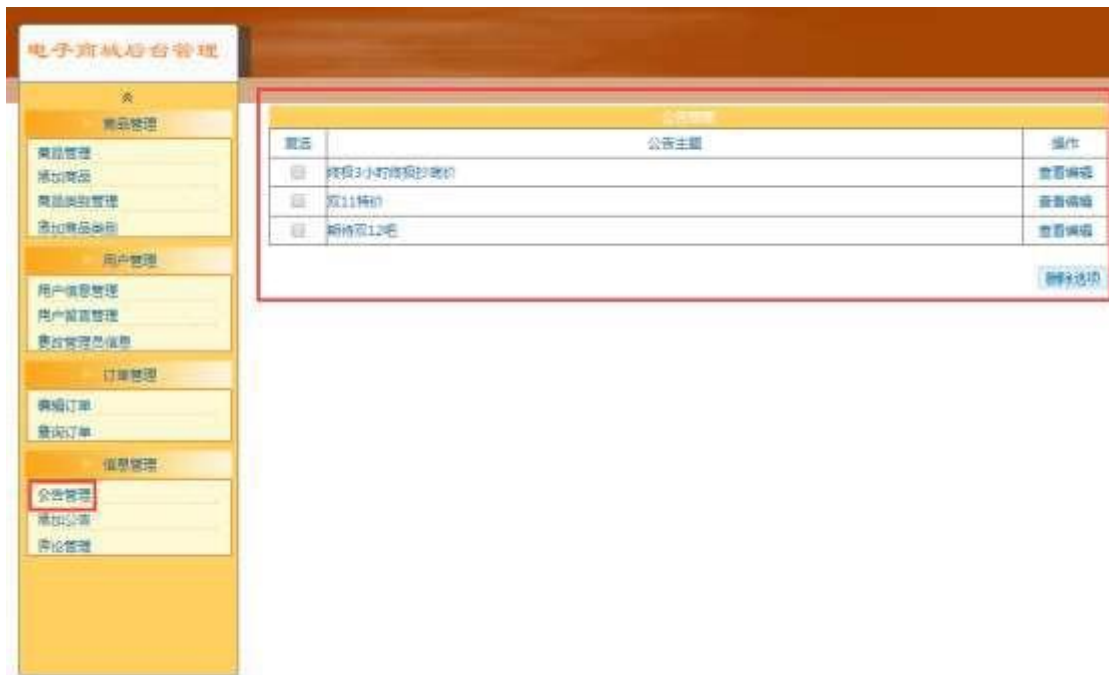 电子商城后台管理
商品管理
商品管理
添加商品
商品类别管理
添加商品类别
用户管理
用户信息管理
用户留言管理
更改管理员信息
订单管理
编辑订单
查询订单
信息管理
公告管理
添加公告
评论管理
公告管理
复选 公告主题 操作
终极3小时终极抄底价 查看编辑
双11特价 查看编辑
期待双12吧 查看编辑
删除选项